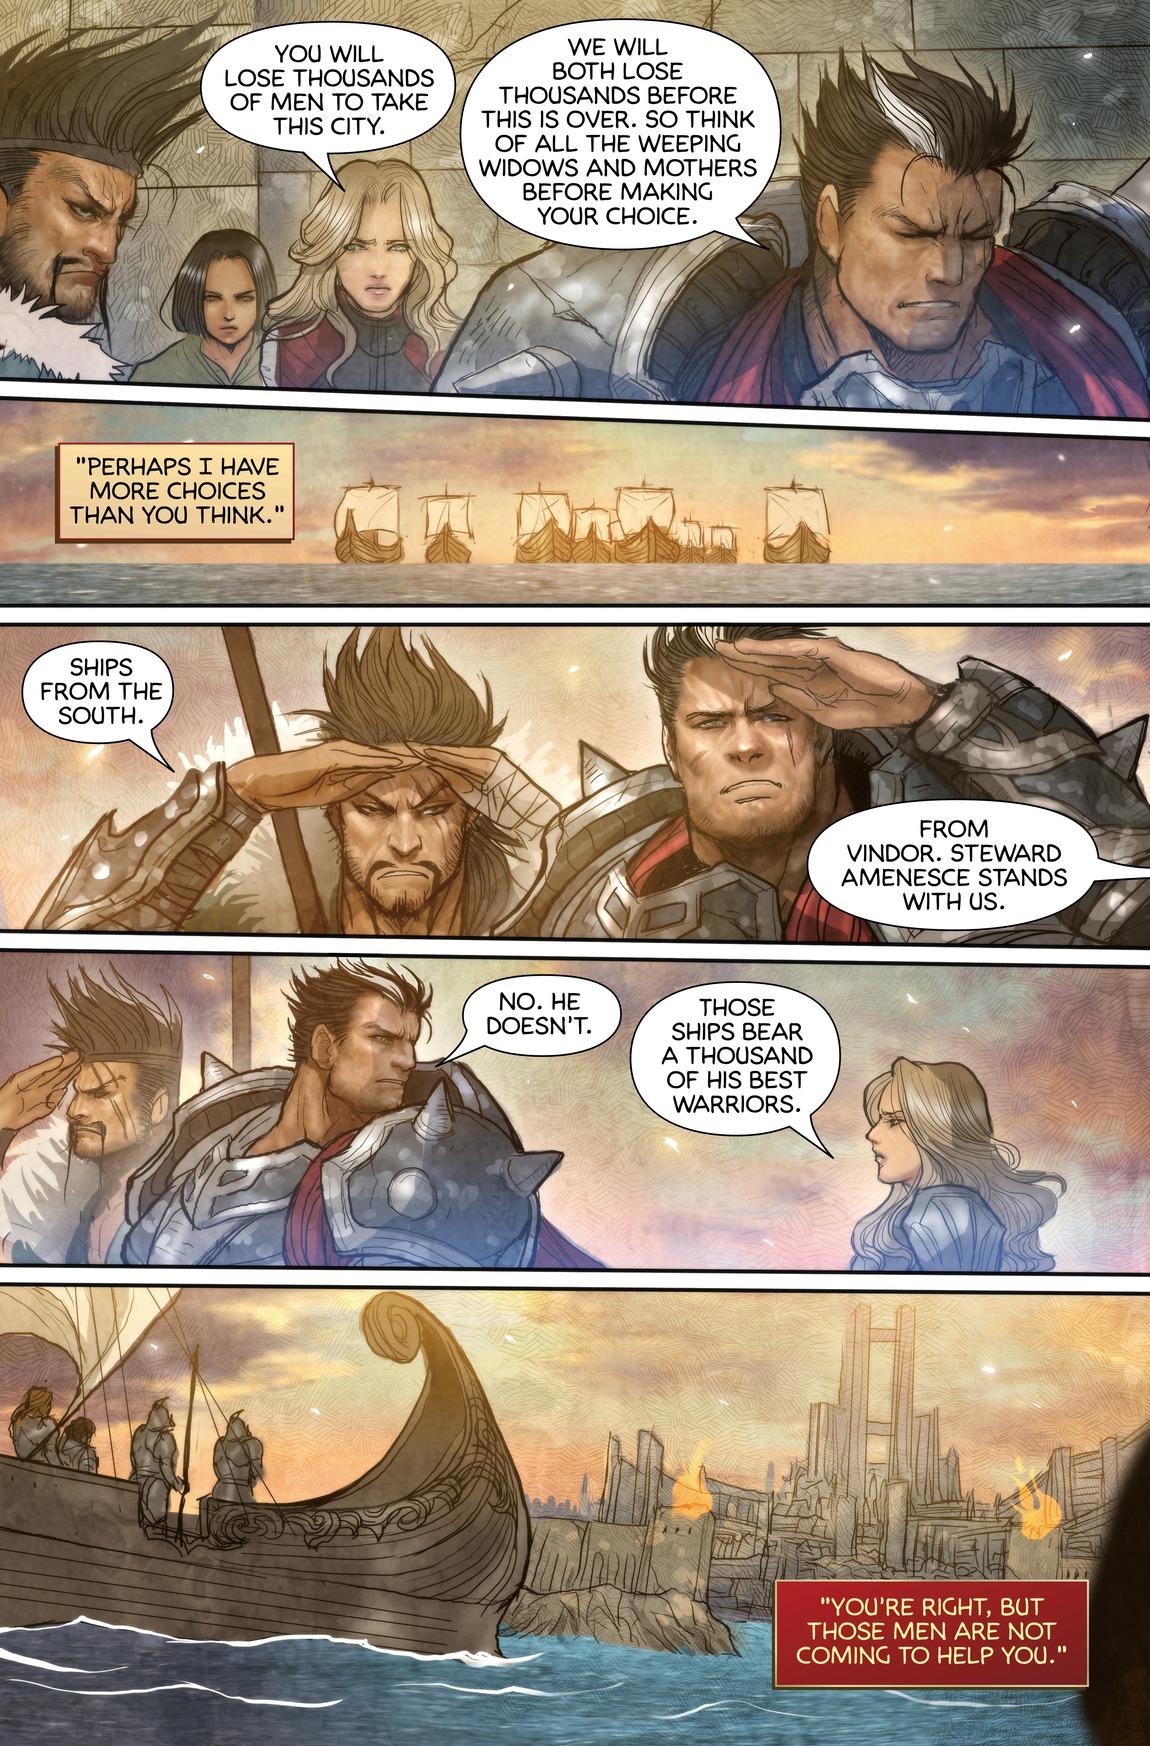 YOU WILL
LOSE THOUSANDS
OF MEN TO TAKE
THIS CITY.
WE WILL
BOTH LOSE
THOUSANDS BEFORE
THIS IS OVER. SO THINK
OF ALL THE WEEPING
WIDOWS AND MOTHERS
BEFORE MAKING
YOUR CHOICE.
"PERHAPS I HAVE
MORE CHOICES
THAN YOU THINK."
SHIPS
FROM THE
SOUTH.
FROM
VINDOR. STEWARD
AMENESCE STANDS
WITH US.
NO. HE
DOESN'T.
THOSE
SHIPS BEAR
A THOUSAND
OF HIS BEST
WARRIORS.
"YOU'RE RIGHT, BUT
THOSE MEN ARE NOT
COMING TO HELP YOU."